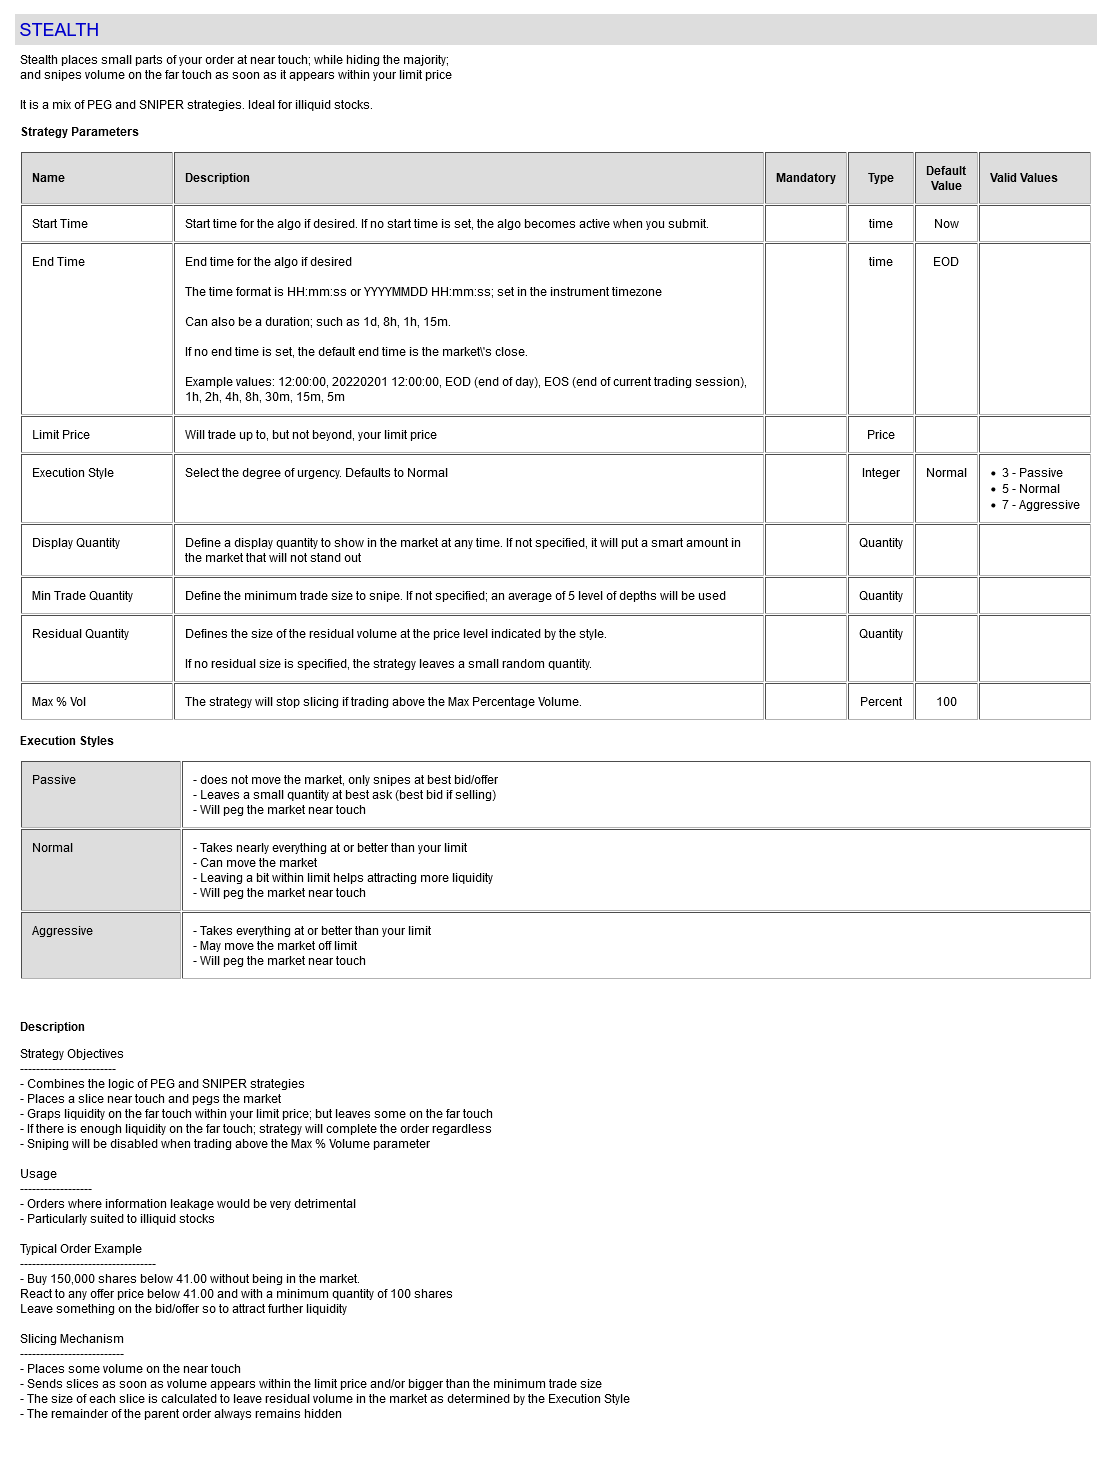 STEALTH
Stealth places small parts of your order at near touch; while hiding the majority;
and snipes volume on the far touch as soon as it appears within your limit price
It is a mix of PEG and SNIPER strategies. Ideal for illiquid stocks.
Strategy Parameters
Name Description Mandatory Type Default Value Valid Values
Start Time Start time for the algo if desired. If no start time is set, the algo becomes active when you submit. time Now
End Time End time for the algo if desired time EOD
The time format is HH:mm:ss or YYYYMMDD HH:mm:ss; set in the instrument timezone
Can also be a duration; such as 1d, 8h, 1h, 15m.
If no end time is set, the default end time is the market\'s close.
Example values: 12:00:00, 20220201 12:00:00, EOD (end of day), EOS (end of current trading session),
1h, 2h, 4h, 8h, 30m, 15m, 5m
Limit Price Will trade up to, but not beyond, your limit price Price
Execution Style Select the degree of urgency. Defaults to Normal Integer Normal • 3 - Passive
• 5 - Normal
• 7 - Aggressive
Display Quantity Define a display quantity to show in the market at any time. If not specified, it will put a smart amount in Quantity
the market that will not stand out
Min Trade Quantity Define the minimum trade size to snipe. If not specified; an average of 5 level of depths will be used Quantity
Residual Quantity Defines the size of the residual volume at the price level indicated by the style. Quantity
If no residual size is specified, the strategy leaves a small random quantity.
Max % Vol The strategy will stop slicing if trading above the Max Percentage Volume. Percent 100
Execution Styles
Passive - does not move the market, only snipes at best bid/offer
- Leaves a small quantity at best ask (best bid if selling)
- Will peg the market near touch
Normal - Takes nearly everything at or better than your limit
- Can move the market
- Leaving a bit within limit helps attracting more liquidity
- Will peg the market near touch
Aggressive - Takes everything at or better than your limit
- May move the market off limit
- Will peg the market near touch
Description
Strategy Objectives
------------------------
- Combines the logic of PEG and SNIPER strategies
- Places a slice near touch and pegs the market
- Graps liquidity on the far touch within your limit price; but leaves some on the far touch
- If there is enough liquidity on the far touch; strategy will complete the order regardless
- Sniping will be disabled when trading above the Max % Volume parameter
Usage
------------------
- Orders where information leakage would be very detrimental
- Particularly suited to illiquid stocks
Typical Order Example
----------------------------------
- Buy 150,000 shares below 41.00 without being in the market.
React to any offer price below 41.00 and with a minimum quantity of 100 shares
Leave something on the bid/offer so to attract further liquidity
Slicing Mechanism
--------------------------
- Places some volume on the near touch
- Sends slices as soon as volume appears within the limit price and/or bigger than the minimum trade size
- The size of each slice is calculated to leave residual volume in the market as determined by the Execution Style
- The remainder of the parent order always remains hidden